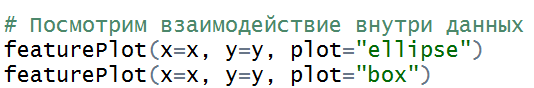 # Посмотрим взаимодействие внутри данных
featurePlot(x=x, y=y, plot="ellipse")
featurePlot(x=x, y=y, plot="box")